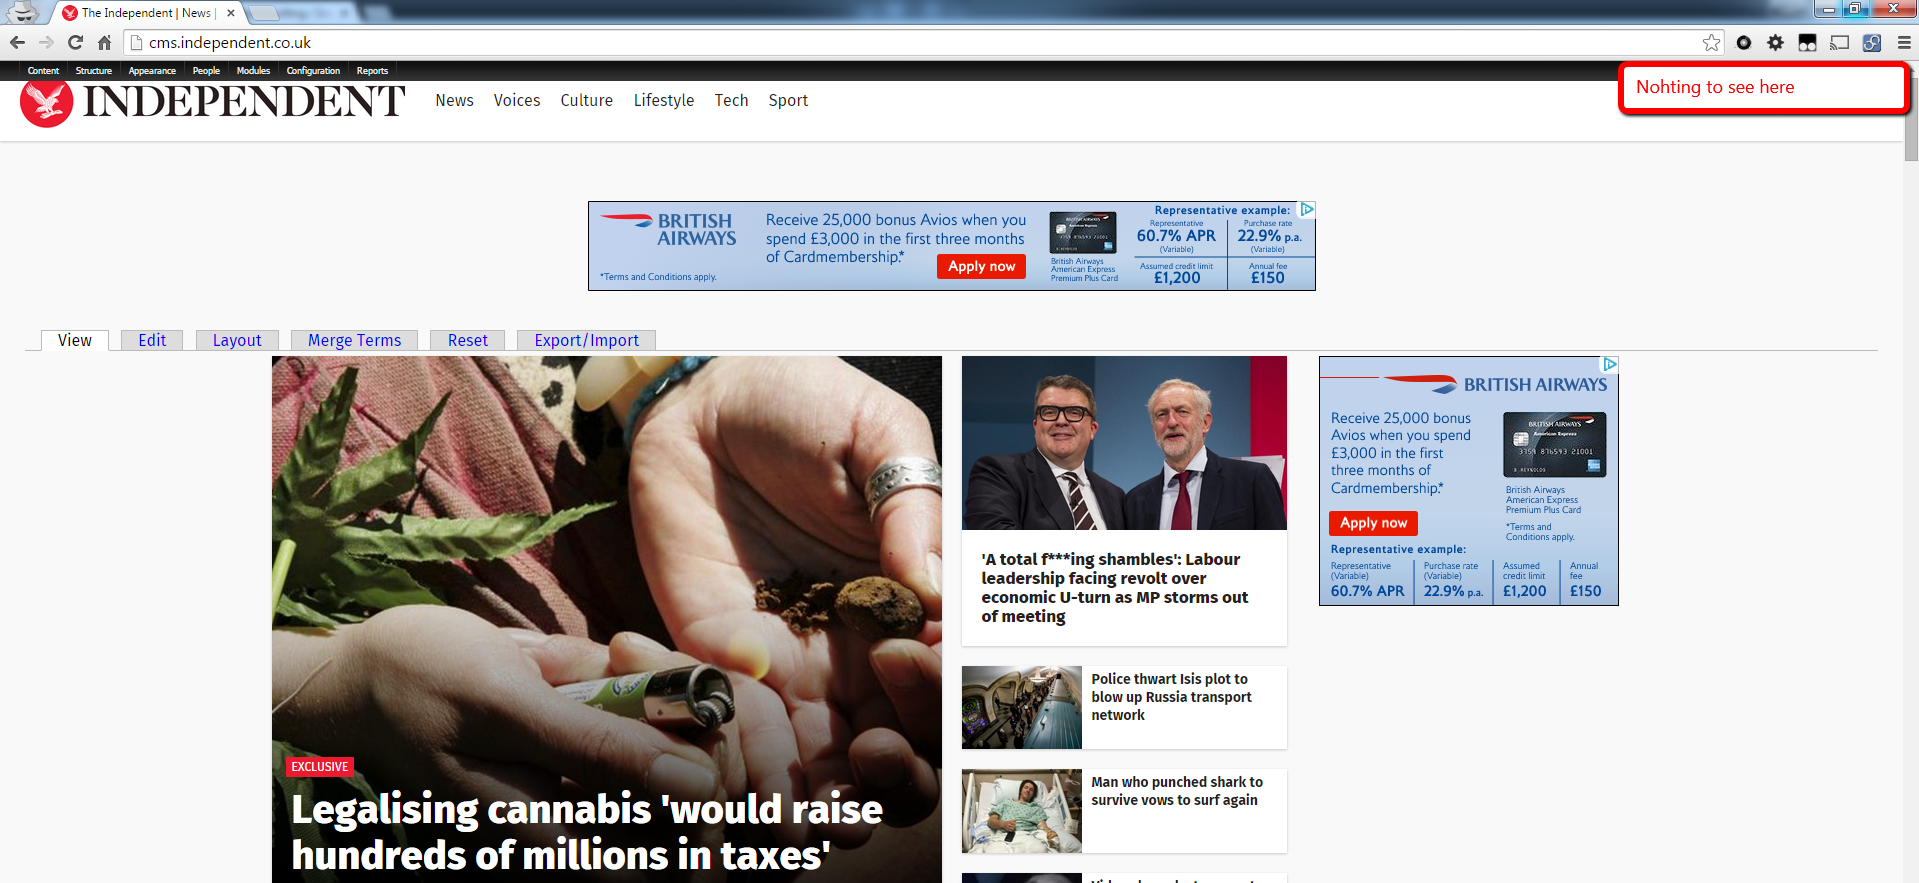 The Independent | News |
cms.independent.co.uk
Content Structure Appearance People Modules Configuration Reports
Nohting to see here
INDEPENDENT
News Voices Culture Lifestyle Tech Sport
BRITISH
AIRWAYS
*Terms and Conditions apply.
Receive 25,000 bonus Avios when you
spend £3,000 in the first three months
of Cardmembership.*
Apply now
BRITISH AIRWAYS
British Airways
American Express
Premium Plus Card
Representative example:
Representative
60.7% APR
(Variable)
Purchase rate
22.9% p.a.
(Variable)
Assumed credit limit
£1,200
Annual fee
£150
View Edit Layout Merge Terms Reset Export/Import
EXCLUSIVE
Legalising cannabis 'would raise
hundreds of millions in taxes'
'A total f***ing shambles': Labour
leadership facing revolt over
economic U-turn as MP storms out
of meeting
Police thwart Isis plot to
blow up Russia transport
network
Man who punched shark to
survive vows to surf again
BRITISH AIRWAYS
Receive 25,000 bonus
Avios when you spend
£3,000 in the first
three months of
Cardmembership.*
BRITISH AIRWAYS
American Express
3759 876543 21001
British Airways
American Express
Premium Plus Card
*Terms and
Conditions apply.
Apply now
Representative example:
Representative
(Variable)
60.7% APR
Purchase rate
(Variable)
22.9% p.a.
Assumed
credit limit
£1,200
Annual
fee
£150